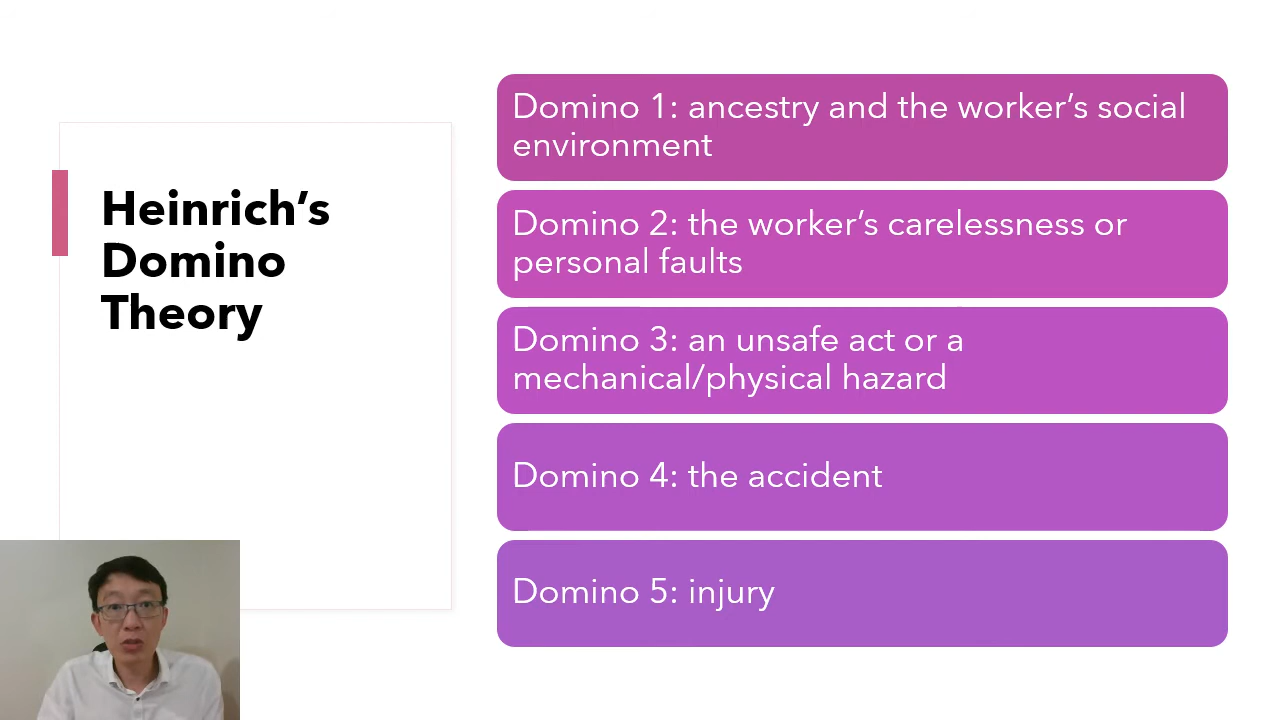 Heinrich’s
Domino
Theory
Domino 1: ancestry and the worker’s social
environment
Domino 2: the worker’s carelessness or
personal faults
Domino 3: an unsafe act or a
mechanical/physical hazard
Domino 4: the accident
Domino 5: injury